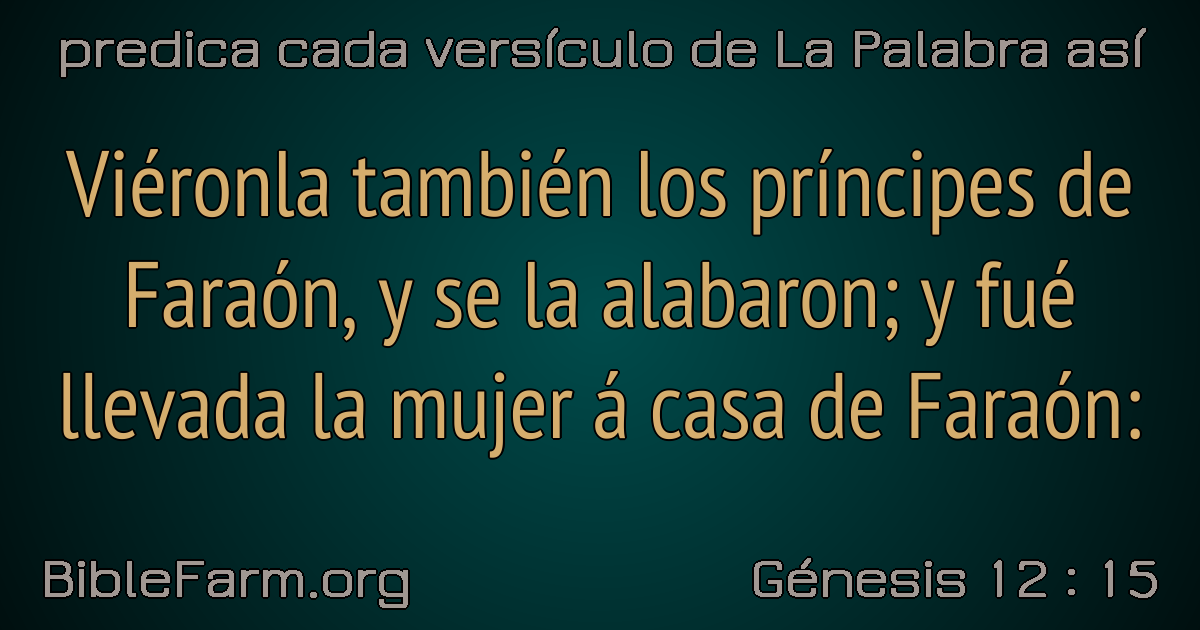 predica cada versículo de La Palabra así
Viéronla también los príncipes de
Faraón, y se la alabaron; y fué
llevada la mujer á casa de Faraón:
BibleFarm.org
Génesis 12 : 15